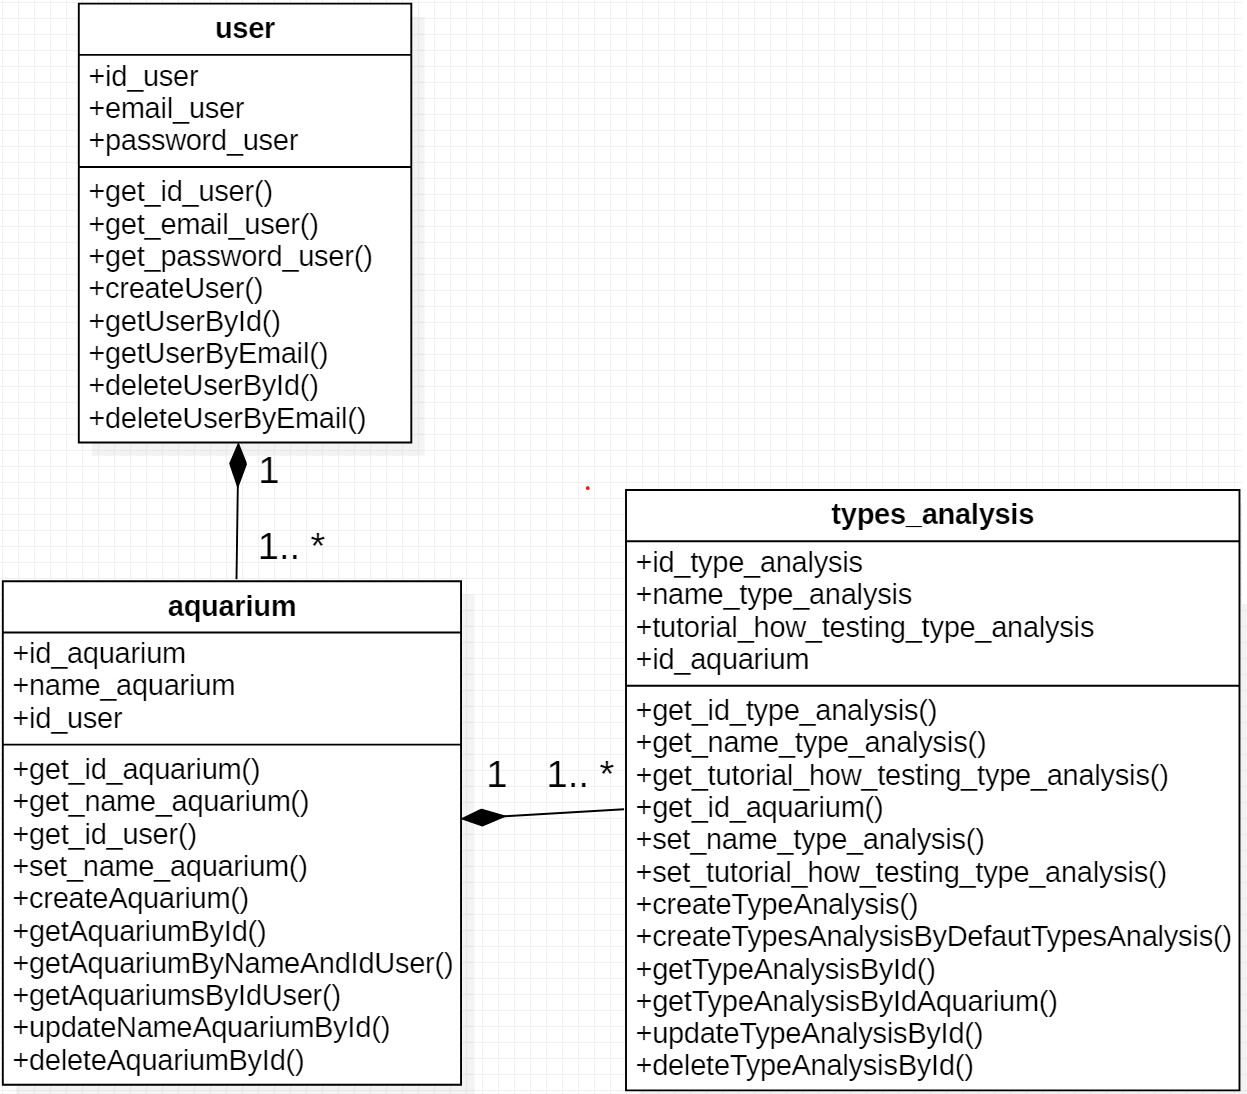 user
+id_user
+email_user
+password_user
+get_id_user()
+get_email_user()
+get_password_user()
+createUser()
+getUserById()
+getUserByEmail()
+deleteUserById()
+deleteUserByEmail()
1
1.. *
aquarium
+id_aquarium
+name_aquarium
+id_user
+get_id_aquarium()
+get_name_aquarium()
+get_id_user()
+set_name_aquarium()
+createAquarium()
+getAquariumById()
+getAquariumByNameAndIdUser()
+getAquariumsByIdUser()
+updateNameAquariumById()
+deleteAquariumById()
1 1.. *
types_analysis
+id_type_analysis
+name_type_analysis
+tutorial_how_testing_type_analysis
+id_aquarium
+get_id_type_analysis()
+get_name_type_analysis()
+get_tutorial_how_testing_type_analysis()
+get_id_aquarium()
+set_name_type_analysis()
+set_tutorial_how_testing_type_analysis()
+createTypeAnalysis()
+createTypesAnalysisByDefautTypesAnalysis()
+getTypeAnalysisById()
+getTypeAnalysisByIdAquarium()
+updateTypeAnalysisById()
+deleteTypeAnalysisById()